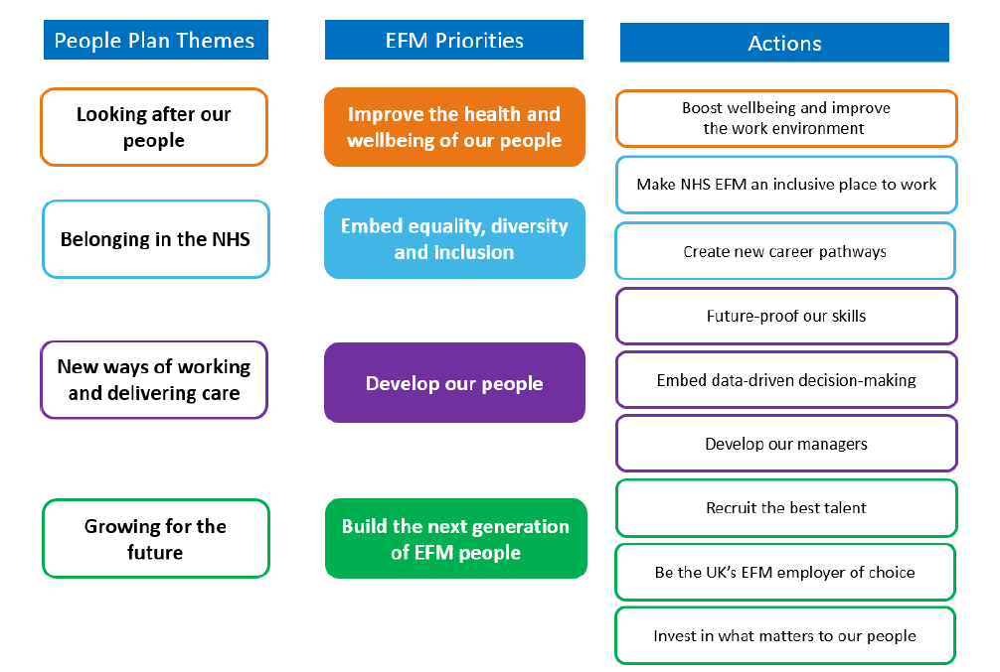 People Plan Themes
EFM Priorities
Actions
Looking after our
people
Improve the health and
wellbeing of our people
Boost wellbeing and improve
the work environment
Belonging in the NHS
Embed equality, diversity
and inclusion
Make NHS EFM an inclusive place to work
Create new career pathways
New ways of working
and delivering care
Develop our people
Future-proof our skills
Embed data-driven decision-making
Develop our managers
Growing for the
future
Build the next generation
of EFM people
Recruit the best talent
Be the UK’s EFM employer of choice
Invest in what matters to our people